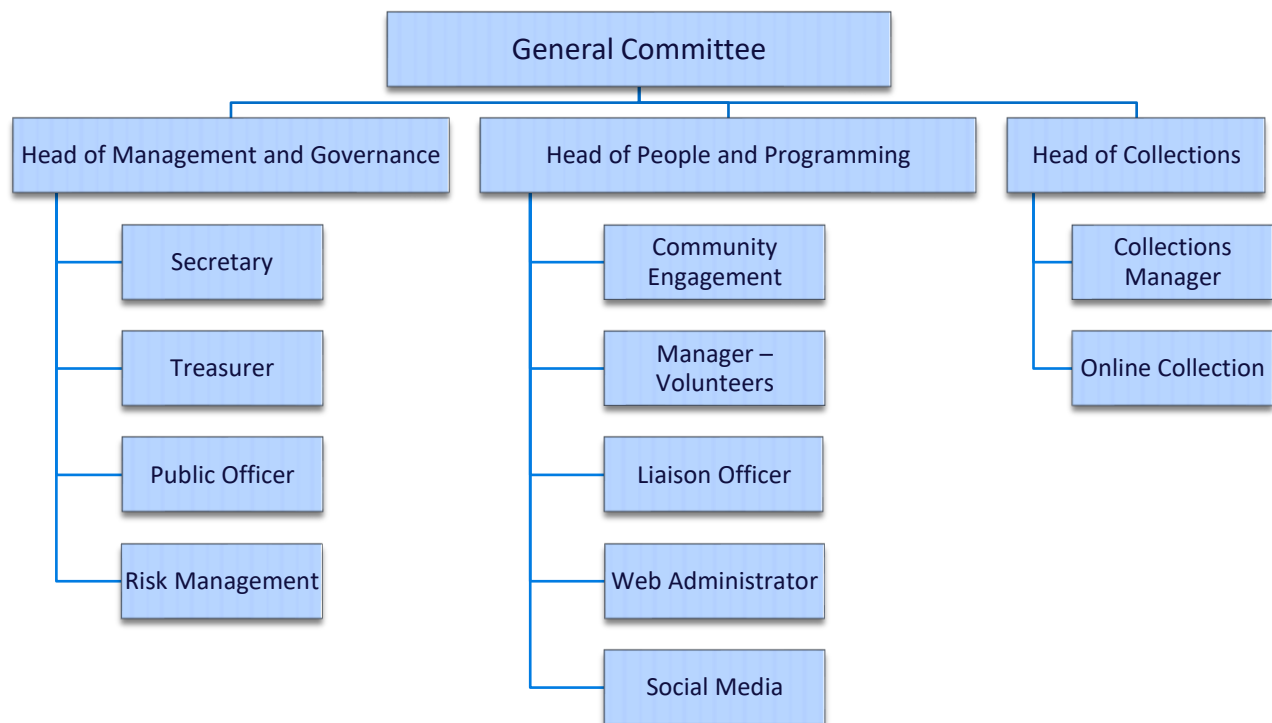 General Committee
Head of Management and Governance
Secretary
Treasurer
Public Officer
Risk Management
Head of People and Programming
Community
Engagement
Manager –
Volunteers
Liaison Officer
Web Administrator
Social Media
Head of Collections
Collections
Manager
Online Collection